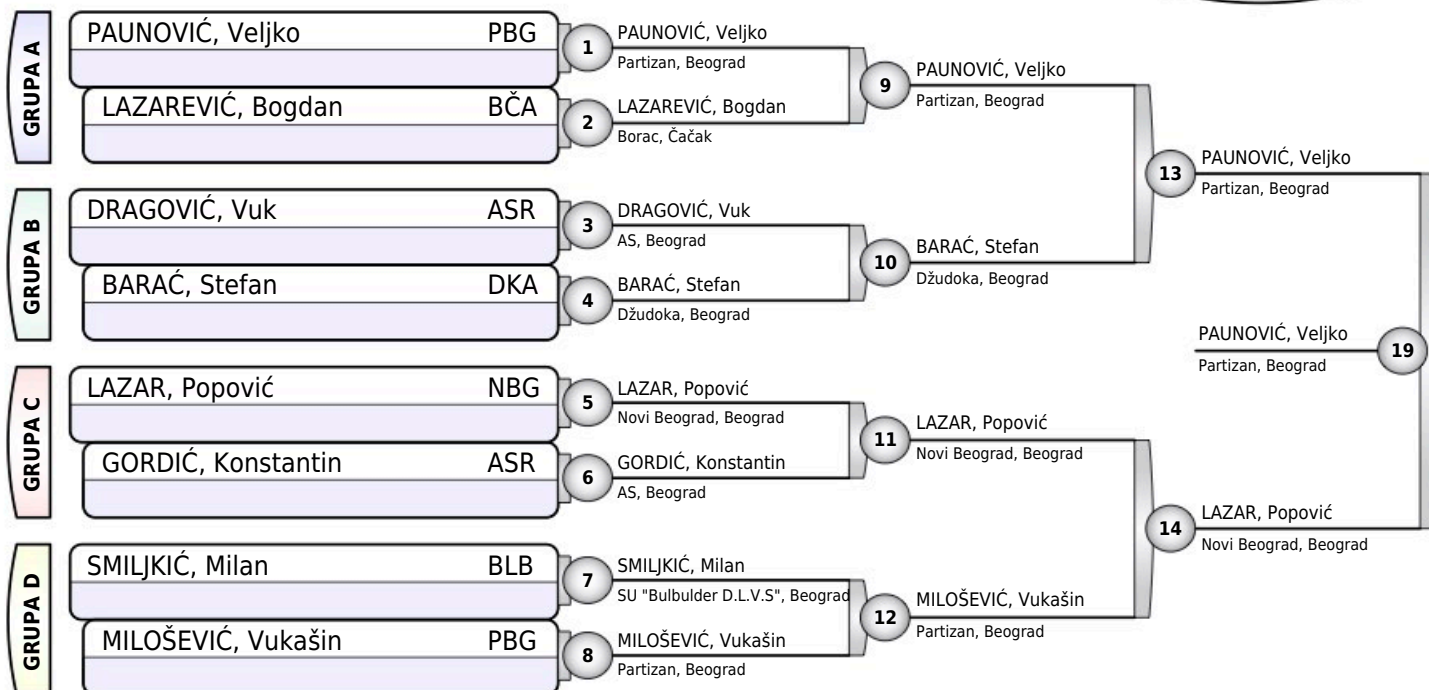 GRUPA A
PAUNOVIĆ, Veljko PBG
LAZAREVIĆ, Bogdan BČA
1
PAUNOVIĆ, Veljko
Partizan, Beograd
2
LAZAREVIĆ, Bogdan
Borac, Čačak
9
PAUNOVIĆ, Veljko
Partizan, Beograd
GRUPA B
DRAGOVIĆ, Vuk ASR
BARAĆ, Stefan DKA
3
DRAGOVIĆ, Vuk
AS, Beograd
4
BARAĆ, Stefan
Džudoka, Beograd
10
BARAĆ, Stefan
Džudoka, Beograd
13
PAUNOVIĆ, Veljko
Partizan, Beograd
GRUPA C
LAZAR, Popović NBG
GORDIĆ, Konstantin ASR
5
LAZAR, Popović
Novi Beograd, Beograd
6
GORDIĆ, Konstantin
AS, Beograd
11
LAZAR, Popović
Novi Beograd, Beograd
GRUPA D
SMILJKIĆ, Milan BLB
MILOŠEVIĆ, Vukašin PBG
7
SMILJKIĆ, Milan
SU "Bulbulder D.L.V.S", Beograd
8
MILOŠEVIĆ, Vukašin
Partizan, Beograd
12
MILOŠEVIĆ, Vukašin
Partizan, Beograd
14
LAZAR, Popović
Novi Beograd, Beograd
PAUNOVIĆ, Veljko
Partizan, Beograd
19